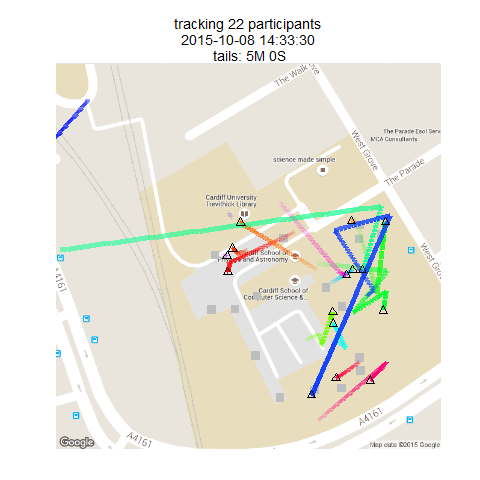 tracking 22 participants
2015-10-08 14:33:30
tails: 5M 0S
The Walk
West Grove
The Parade Esol Servi
MCA Consultants
science made simple
The Parade
Cardiff University
Trevithick Library
Cardiff School of
and Astronomy
West Grove
Cardiff School of
Computer Science &...
A4161
A4161
A4161
Google
Map data ©2015 Google